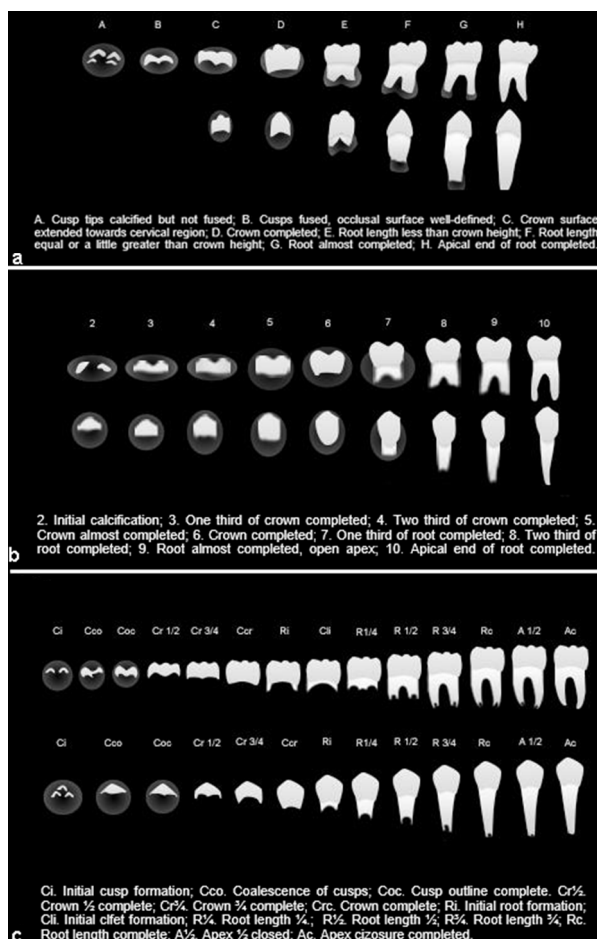 A B C D E F G H
A. Cusp tips calcified but not fused; B. Cusps fused, occlusal surface well-defined; C. Crown surface
extended towards cervical region; D. Crown completed; E. Root length less than crown height; F. Root length
equal or a little greater than crown height; G. Root almost completed; H. Apical end of root completed.
a
2 3 4 5 6 7 8 9 10
2. Initial calcification; 3. One third of crown completed; 4. Two third of crown completed; 5.
Crown almost completed; 6. Crown completed; 7. One third of root completed; 8. Two third of
root completed; 9. Root almost completed, open apex; 10. Apical end of root completed.
b
Ci Cco Coc Cr 1/2 Cr 3/4 Ccr Ri Cli R1/4 R 1/2 R 3/4 Rc A 1/2 Ac
Ci Cco Coc Cr 1/2 Cr 3/4 Ccr Ri R1/4 R 1/2 R 3/4 Rc A 1/2 Ac
Ci. Initial cusp formation; Cco. Coalescence of cusps; Coc. Cusp outline complete. Cr½.
Crown ½ complete; Cr¾. Crown ¾ complete; Crc. Crown complete; Ri. Initial root formation;
Cli. Initial clfet formation; R¼. Root length ¼.; R½. Root length ½; R¾. Root length ¾; Rc.
Root length complete; A½. Apex ½ closed; Ac. Apex cizosure completed.
c